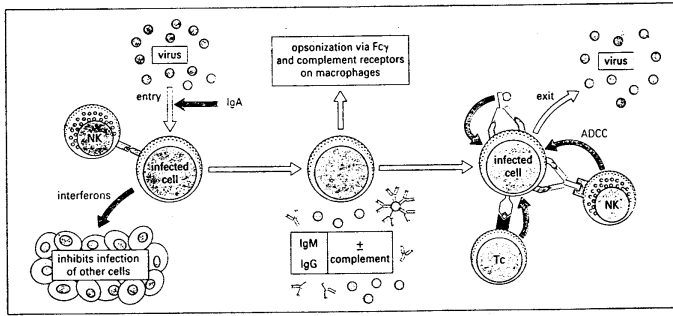 virus
entry
IgA
NK
infected
cell
interferons
inhibits infection
of other cells
opsonization via Fcγ
and complement receptors
on macrophages
IgM
IgG
±
complement
C
infected
cell
Tc
ADCC
NK
exit
virus